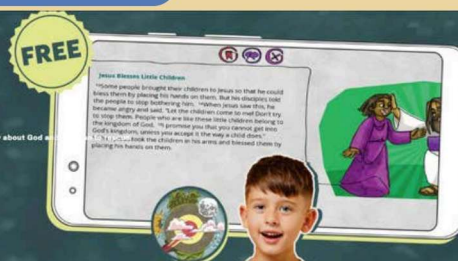 FREE
Jesus Blesses Little Children
¹³Some people brought their children to Jesus so that he could
bless them by placing his hands on them. But his disciples told
the people to stop bothering him. ¹⁴When Jesus saw this, he
became angry and said, "Let the children come to me! Don't try
to stop them. People who are like these little children belong to
the kingdom of God. ¹⁵I promise you that you cannot get into
God's kingdom, unless you accept it the way a child does."
took the children in his arms and blessed them by
placing his hands on them.
about God